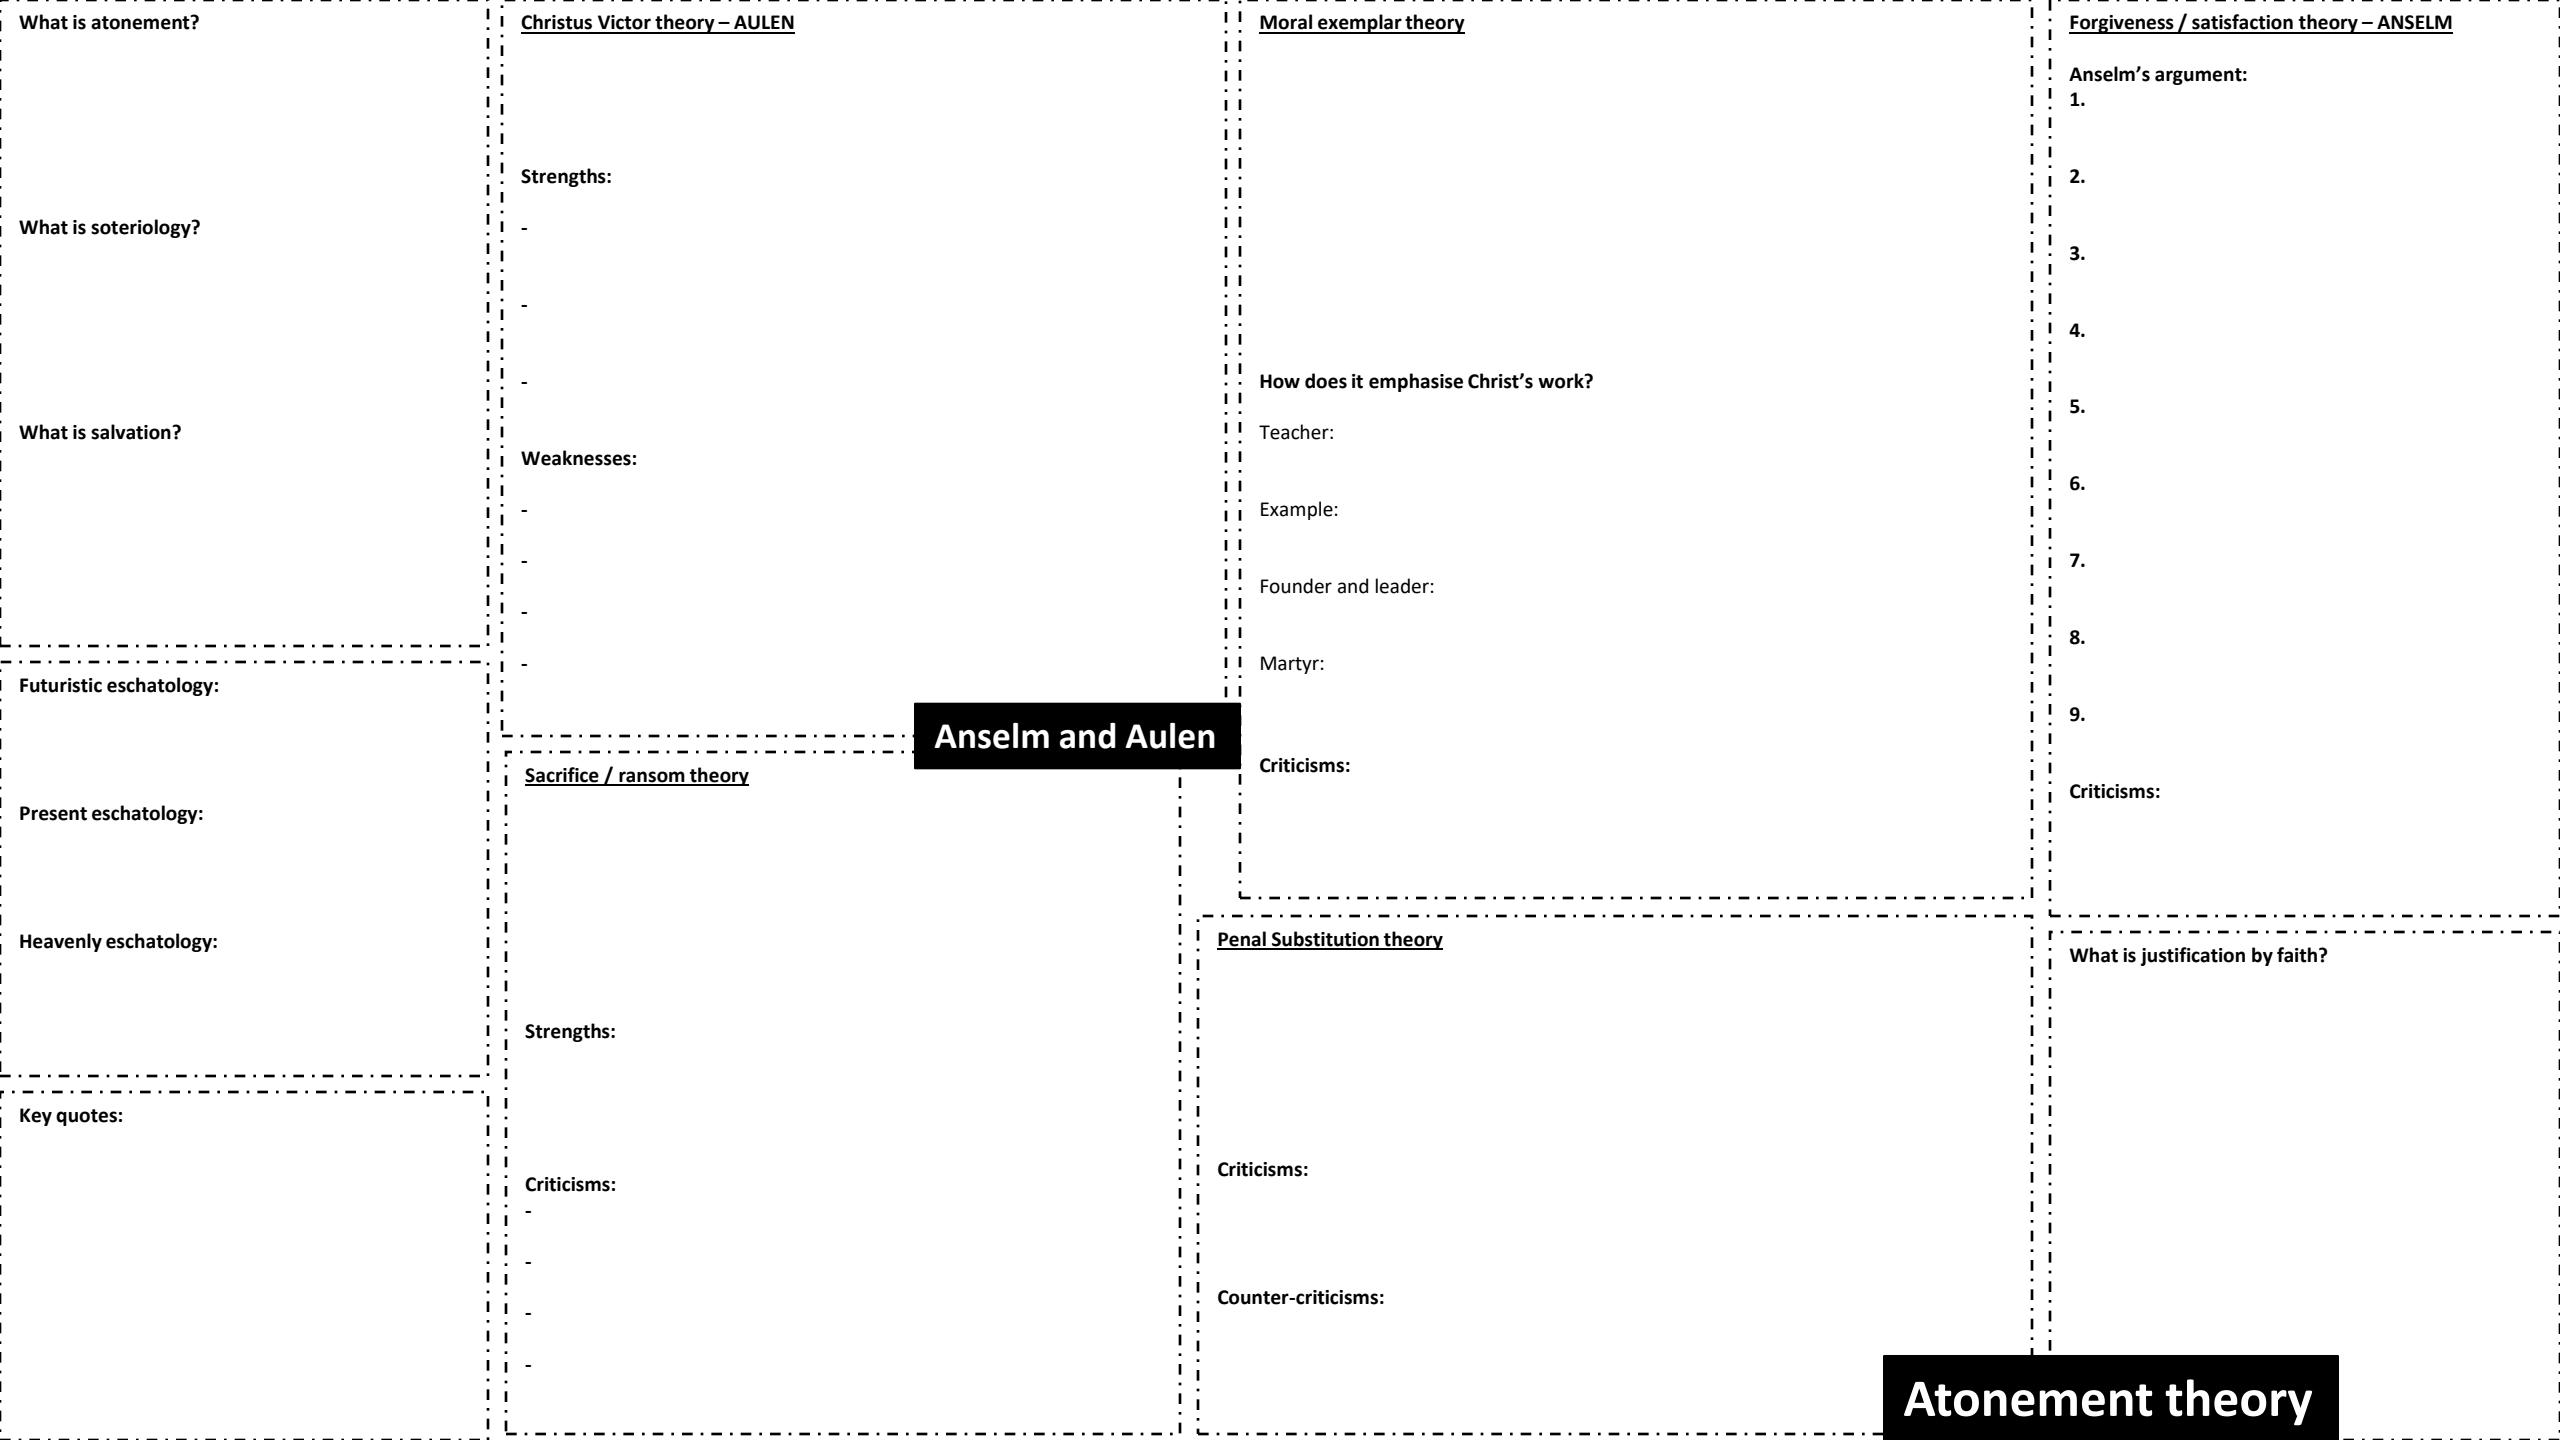 What is atonement?
What is soteriology?
What is salvation?
Futuristic eschatology:
Present eschatology:
Heavenly eschatology:
Key quotes:
Christus Victor theory – AULEN
Strengths:
-
-
-
Weaknesses:
-
-
-
-
Anselm and Aulen
Sacrifice / ransom theory
Strengths:
Criticisms:
-
-
-
-
Moral exemplar theory
How does it emphasise Christ’s work?
Teacher:
Example:
Founder and leader:
Martyr:
Criticisms:
Penal Substitution theory
Criticisms:
Counter-criticisms:
Forgiveness / satisfaction theory – ANSELM
Anselm’s argument:
1.
2.
3.
4.
5.
6.
7.
8.
9.
Criticisms:
What is justification by faith?
Atonement theory